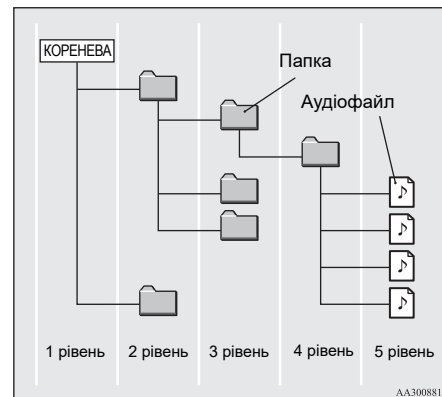 КОРЕНЕВА
Папка
Аудіофайл
1 рівень 2 рівень 3 рівень 4 рівень 5 рівень
AA300881